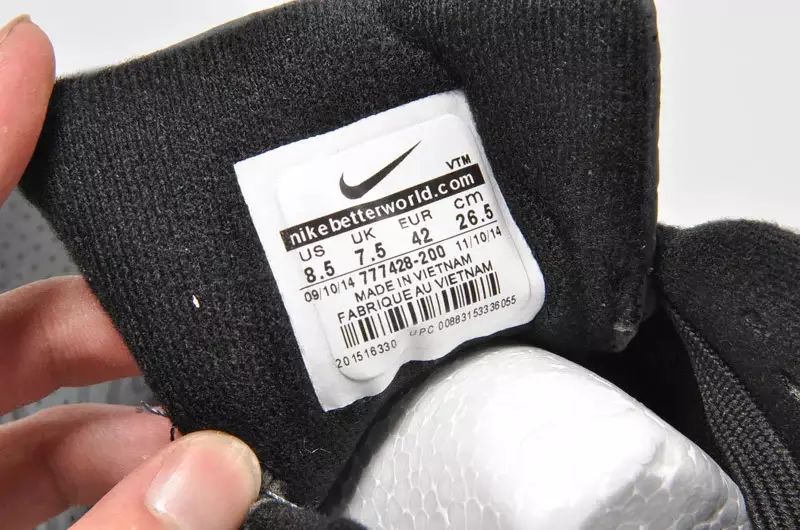 VTM
nikebetterworld.com
US UK EUR cm
8.5 7.5 42 26.5
09/10/14 777428-200 11/10/14
MADE IN VIETNAM
FABRIQUE AU VIETNAM
201516330 UPC 00883153336055